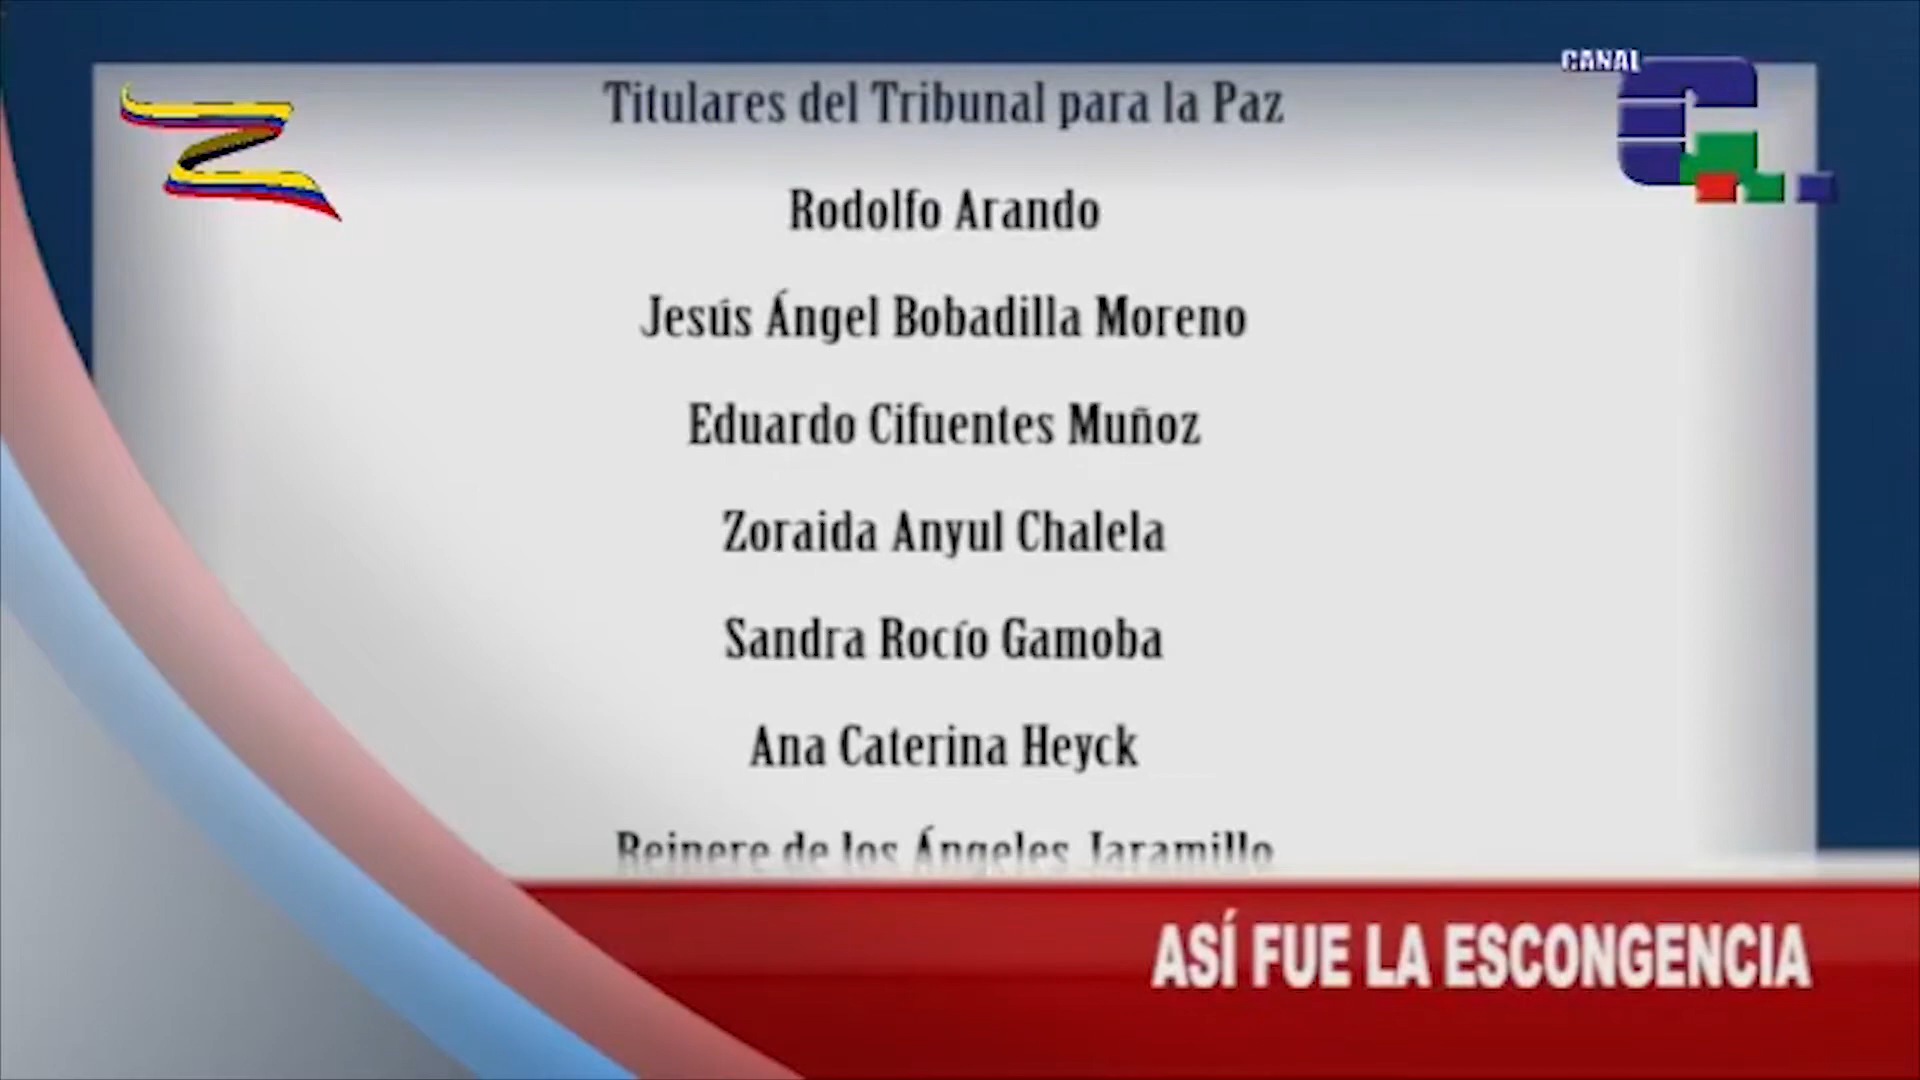 CANAL
Titulares del Tribunal para la Paz
Rodolfo Arando
Jesús Ángel Bobadilla Moreno
Eduardo Cifuentes Muñoz
Zoraida Anyul Chalela
Sandra Rocío Gamoba
Ana Caterina Heyck
Reinere de los Ángeles Jaramillo
ASÍ FUE LA ESCONGENCIA